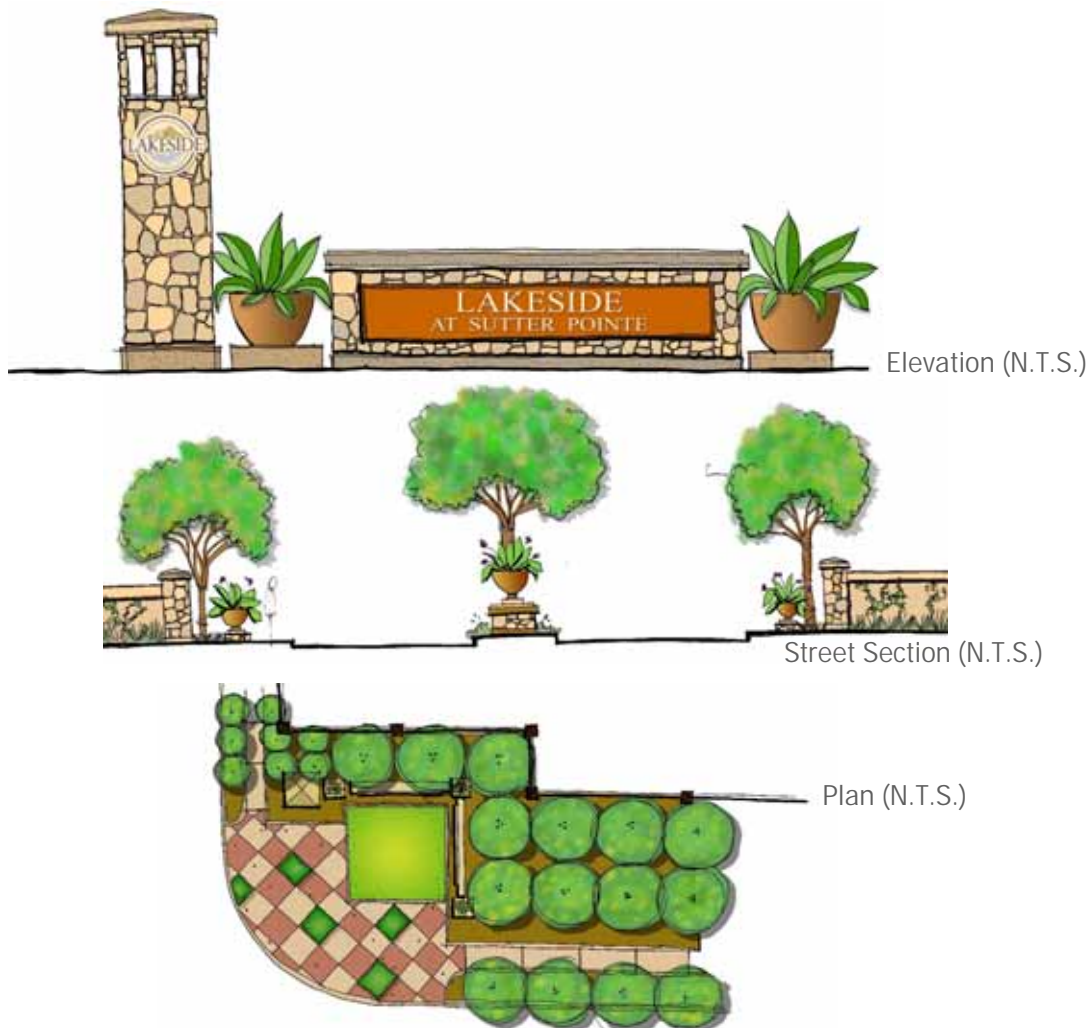 LAKESIDE
LAKESIDE
AT SUTTER POINTE
Elevation (N.T.S.)
Street Section (N.T.S.)
Plan (N.T.S.)